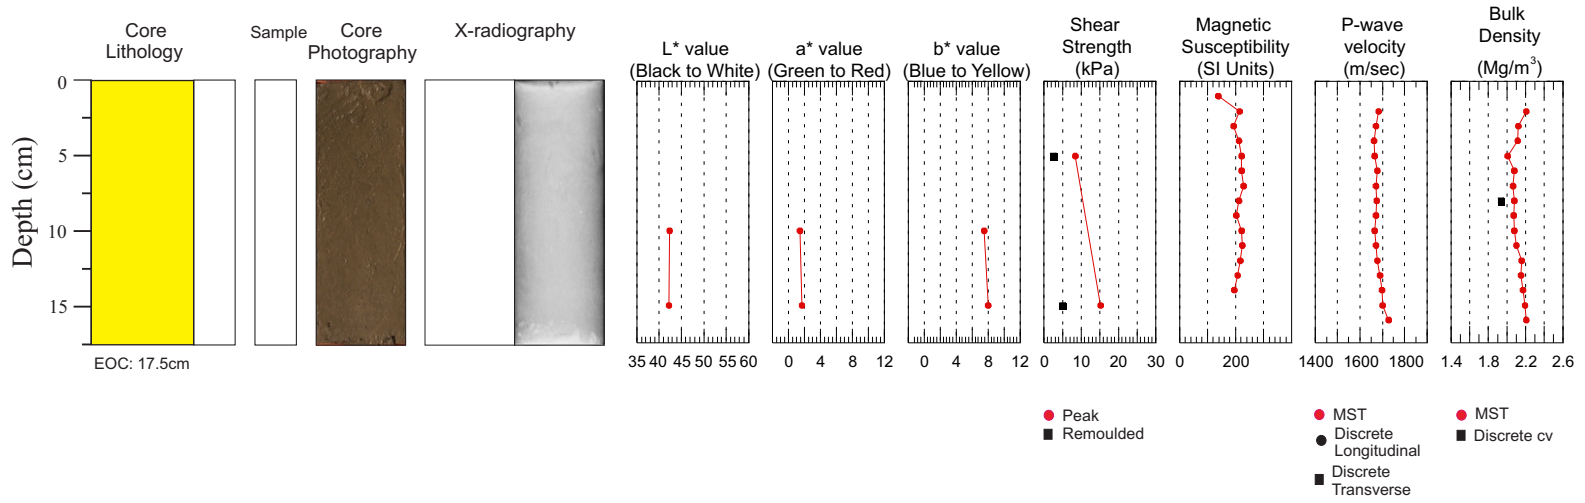 Core
Lithology
Sample
Core
Photography
X-radiography
L* value
(Black to White)
a* value
(Green to Red)
b* value
(Blue to Yellow)
Shear
Strength
(kPa)
Magnetic
Susceptibility
(SI Units)
P-wave
velocity
(m/sec)
Bulk
Density
(Mg/m³)
Depth (cm)
0
5
10
15
EOC: 17.5cm
35 40 45 50 55 60
0 4 8 12
0 4 8 12
0 5 10 15 20 30
0 200
1400 1600 1800
1.4 1.8 2.2 2.6
Peak
Remoulded
MST
Discrete
Longitudinal
Discrete
Transverse
MST
Discrete cv